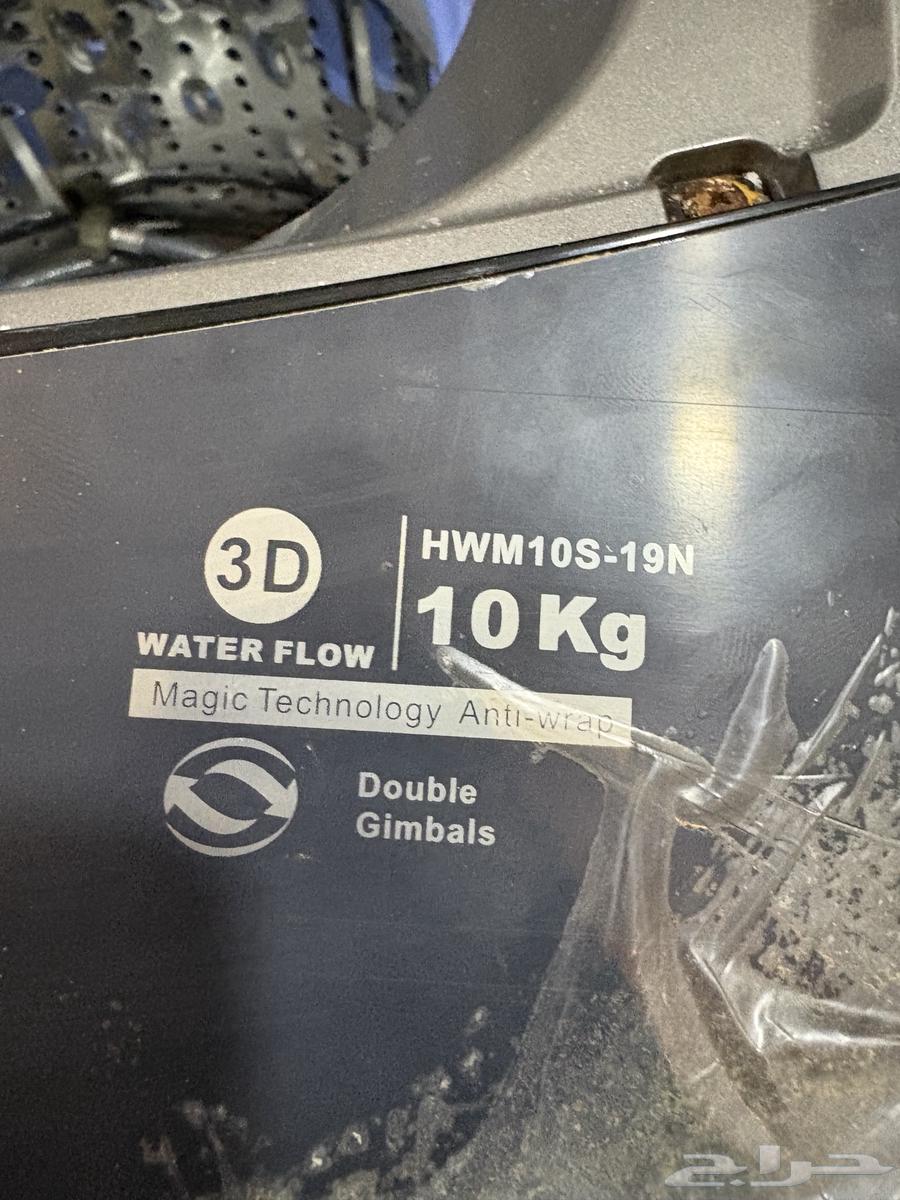 3D
WATER FLOW
HWM10S-19N
10 Kg
Magic Technology Anti-wrap
Double
Gimbals
حراج